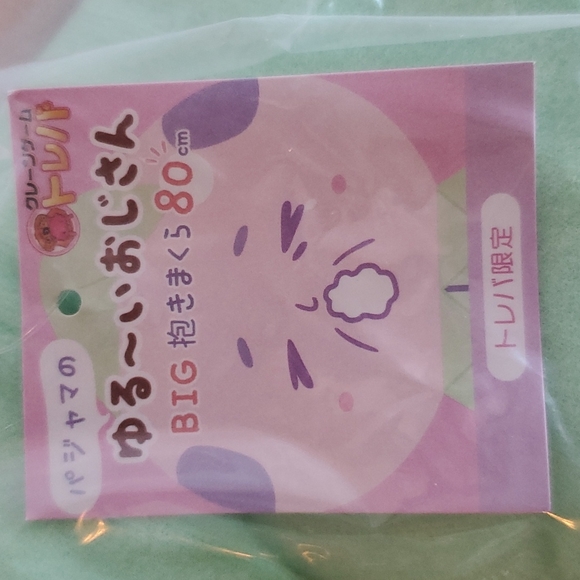 クレーンゲーム
トレバ
パジャマの
ゆる〜いおじさん
BIG 抱きまくら 80cm
トレバ限定